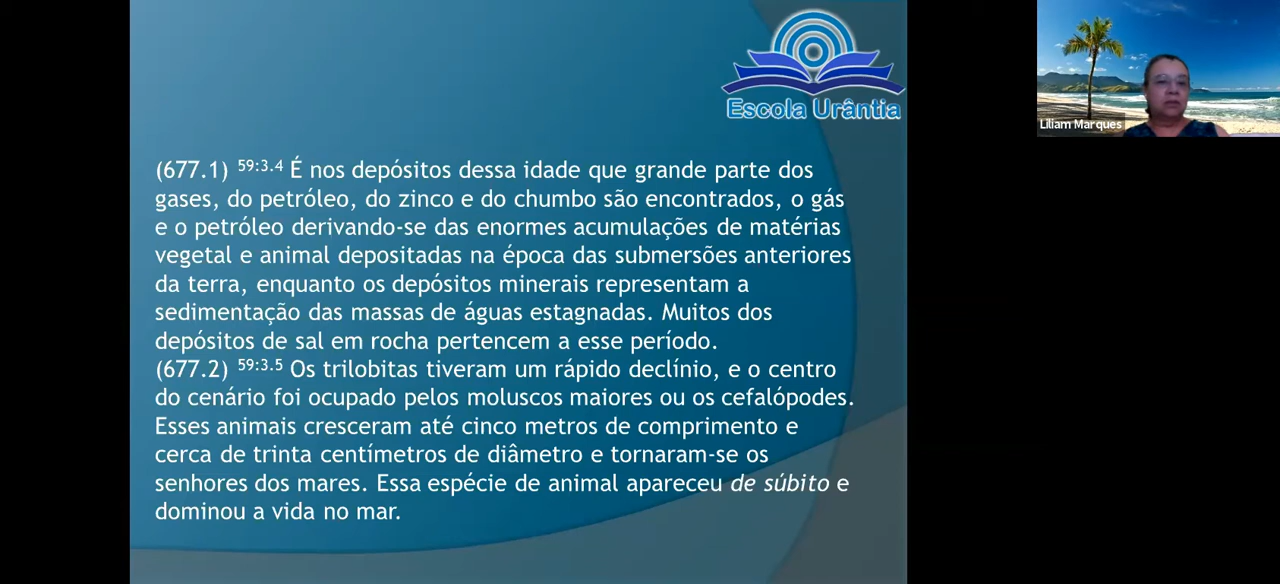 Escola Urântia
Liliam Marques
(677.1) 59:3.4 É nos depósitos dessa idade que grande parte dos
gases, do petróleo, do zinco e do chumbo são encontrados, o gás
e o petróleo derivando-se das enormes acumulações de matérias
vegetal e animal depositadas na época das submersões anteriores
da terra, enquanto os depósitos minerais representam a
sedimentação das massas de águas estagnadas. Muitos dos
depósitos de sal em rocha pertencem a esse período.
(677.2) 59:3.5 Os trilobitas tiveram um rápido declínio, e o centro
do cenário foi ocupado pelos moluscos maiores ou os cefalópodes.
Esses animais cresceram até cinco metros de comprimento e
cerca de trinta centímetros de diâmetro e tornaram-se os
senhores dos mares. Essa espécie de animal apareceu de súbito e
dominou a vida no mar.